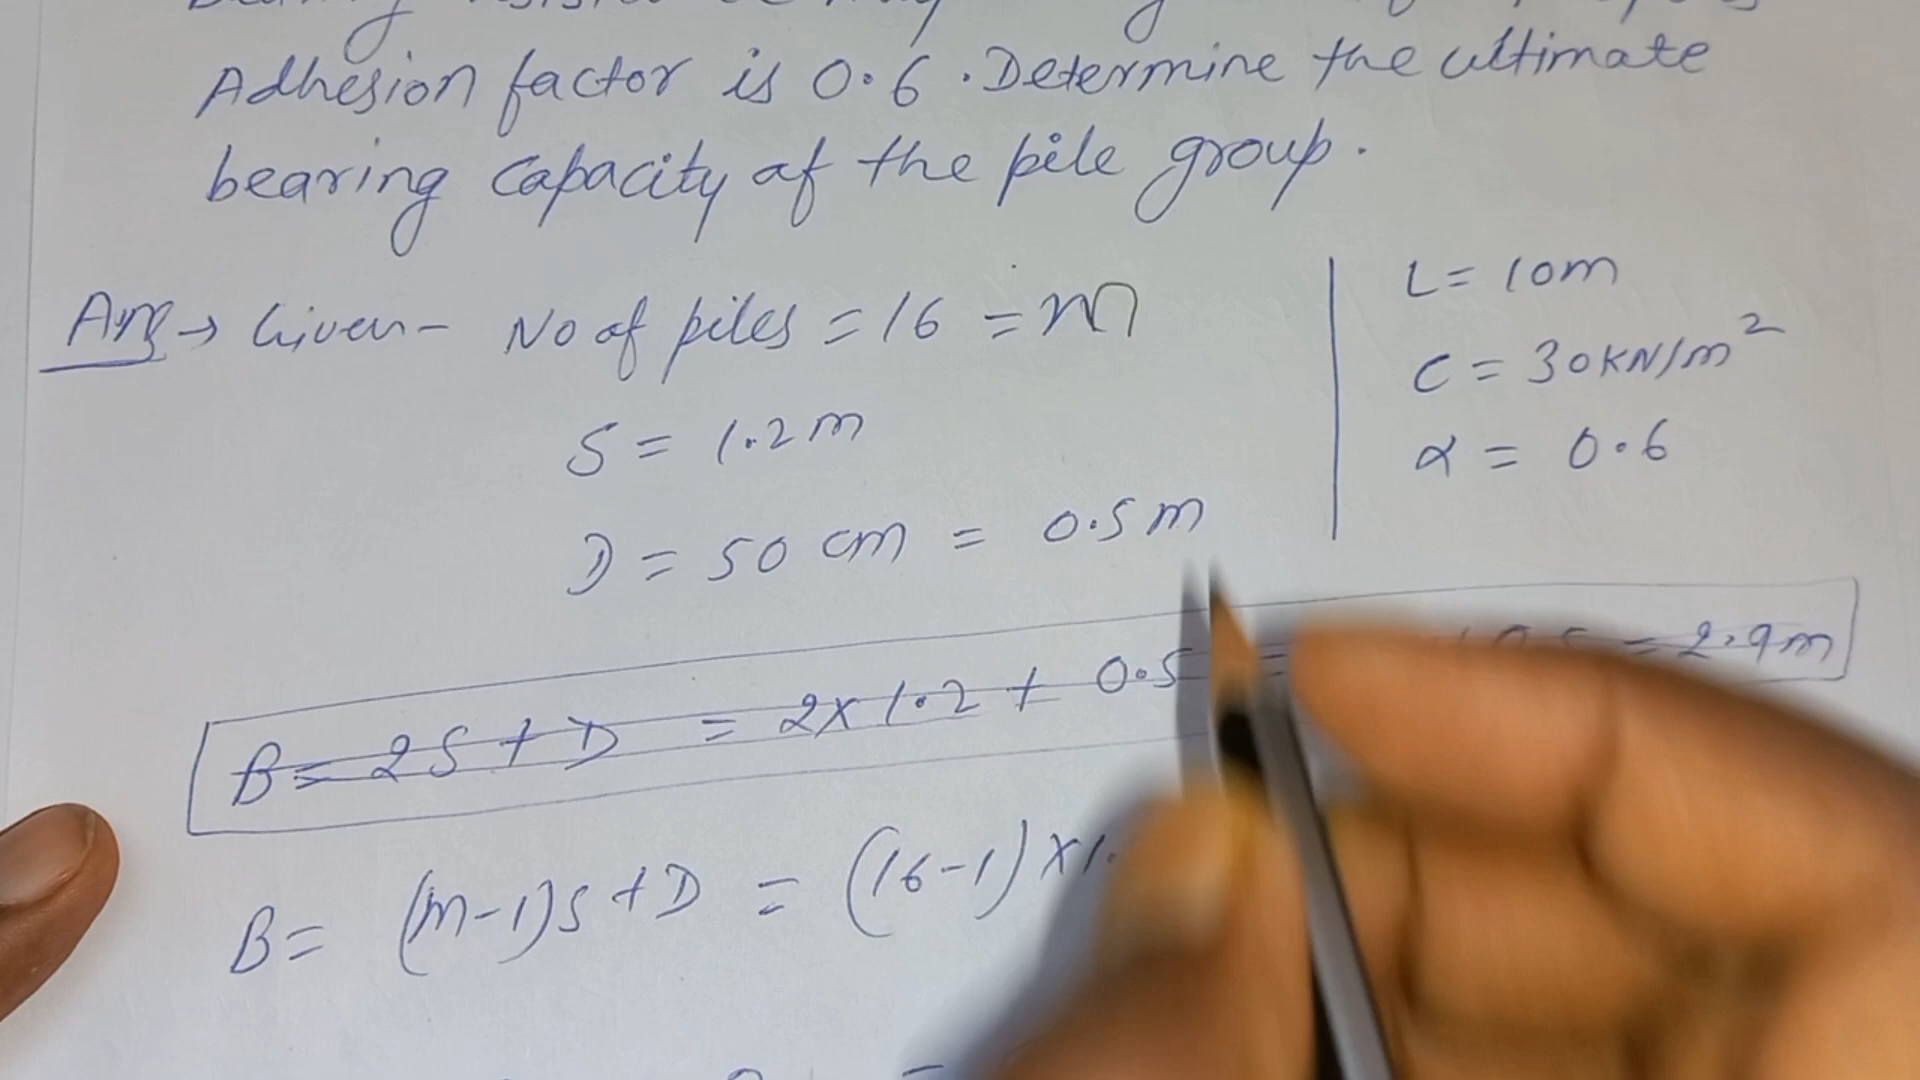 Adhesion factor is 0.6. Determine the ultimate
bearing capacity of the pile group.
Ans → Given - No of piles = 16 = m
S = 1.2 m
D = 50 cm = 0.5 m
L = 10m
C = 30 KN/m²
α = 0.6
B = 2S + D = 2x1.2 + 0.5 = 2.9m
B = (m-1)S + D = (16-1) x 1.